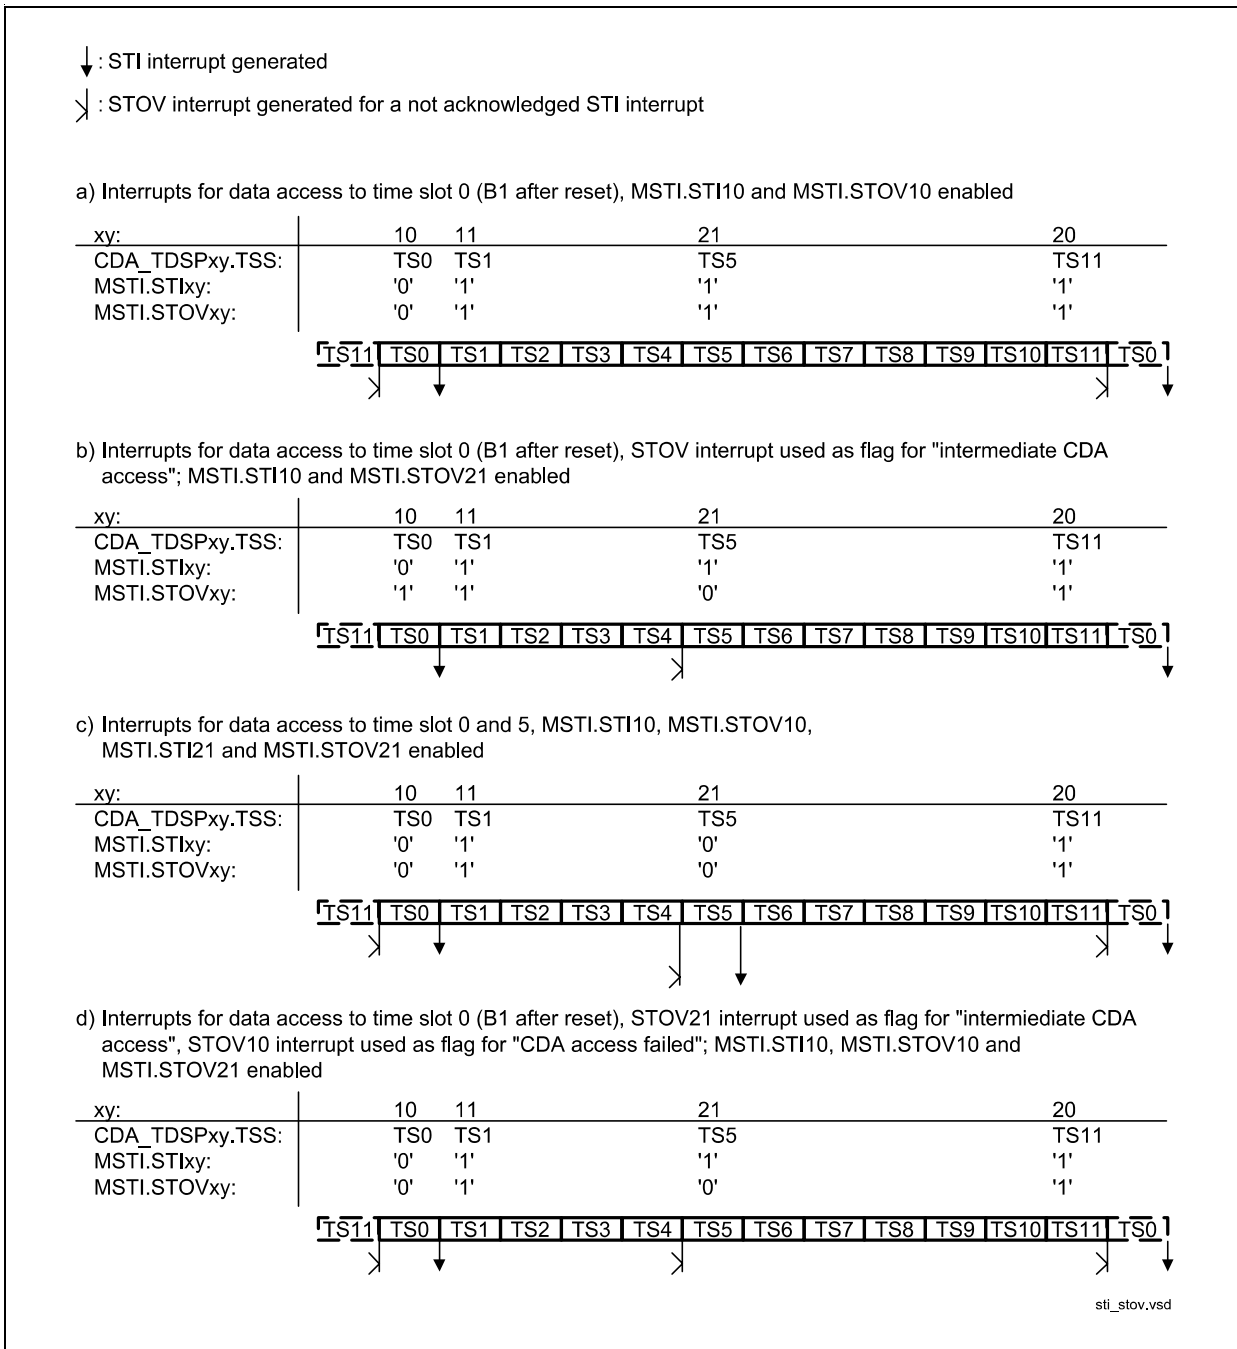 : STI interrupt generated
: STOV interrupt generated for a not acknowledged STI interrupt
a) Interrupts for data access to time slot 0 (B1 after reset), MSTI.STI10 and MSTI.STOV10 enabled
xy: 10 11 21 20
CDA_TDSPxy.TSS: TS0 TS1 TS5 TS11
MSTI.STIxy: '0' '1' '1' '1'
MSTI.STOVxy: '0' '1' '1' '1'
TS11 TS0 TS1 TS2 TS3 TS4 TS5 TS6 TS7 TS8 TS9 TS10 TS11 TS0
b) Interrupts for data access to time slot 0 (B1 after reset), STOV interrupt used as flag for "intermediate CDA
access"; MSTI.STI10 and MSTI.STOV21 enabled
xy: 10 11 21 20
CDA_TDSPxy.TSS: TS0 TS1 TS5 TS11
MSTI.STIxy: '0' '1' '1' '1'
MSTI.STOVxy: '1' '1' '0' '1'
TS11 TS0 TS1 TS2 TS3 TS4 TS5 TS6 TS7 TS8 TS9 TS10 TS11 TS0
c) Interrupts for data access to time slot 0 and 5, MSTI.STI10, MSTI.STOV10,
MSTI.STI21 and MSTI.STOV21 enabled
xy: 10 11 21 20
CDA_TDSPxy.TSS: TS0 TS1 TS5 TS11
MSTI.STIxy: '0' '1' '0' '1'
MSTI.STOVxy: '0' '1' '0' '1'
TS11 TS0 TS1 TS2 TS3 TS4 TS5 TS6 TS7 TS8 TS9 TS10 TS11 TS0
d) Interrupts for data access to time slot 0 (B1 after reset), STOV21 interrupt used as flag for "intermiediate CDA
access", STOV10 interrupt used as flag for "CDA access failed"; MSTI.STI10, MSTI.STOV10 and
MSTI.STOV21 enabled
xy: 10 11 21 20
CDA_TDSPxy.TSS: TS0 TS1 TS5 TS11
MSTI.STIxy: '0' '1' '1' '1'
MSTI.STOVxy: '0' '1' '0' '1'
TS11 TS0 TS1 TS2 TS3 TS4 TS5 TS6 TS7 TS8 TS9 TS10 TS11 TS0
sti_stov.vsd